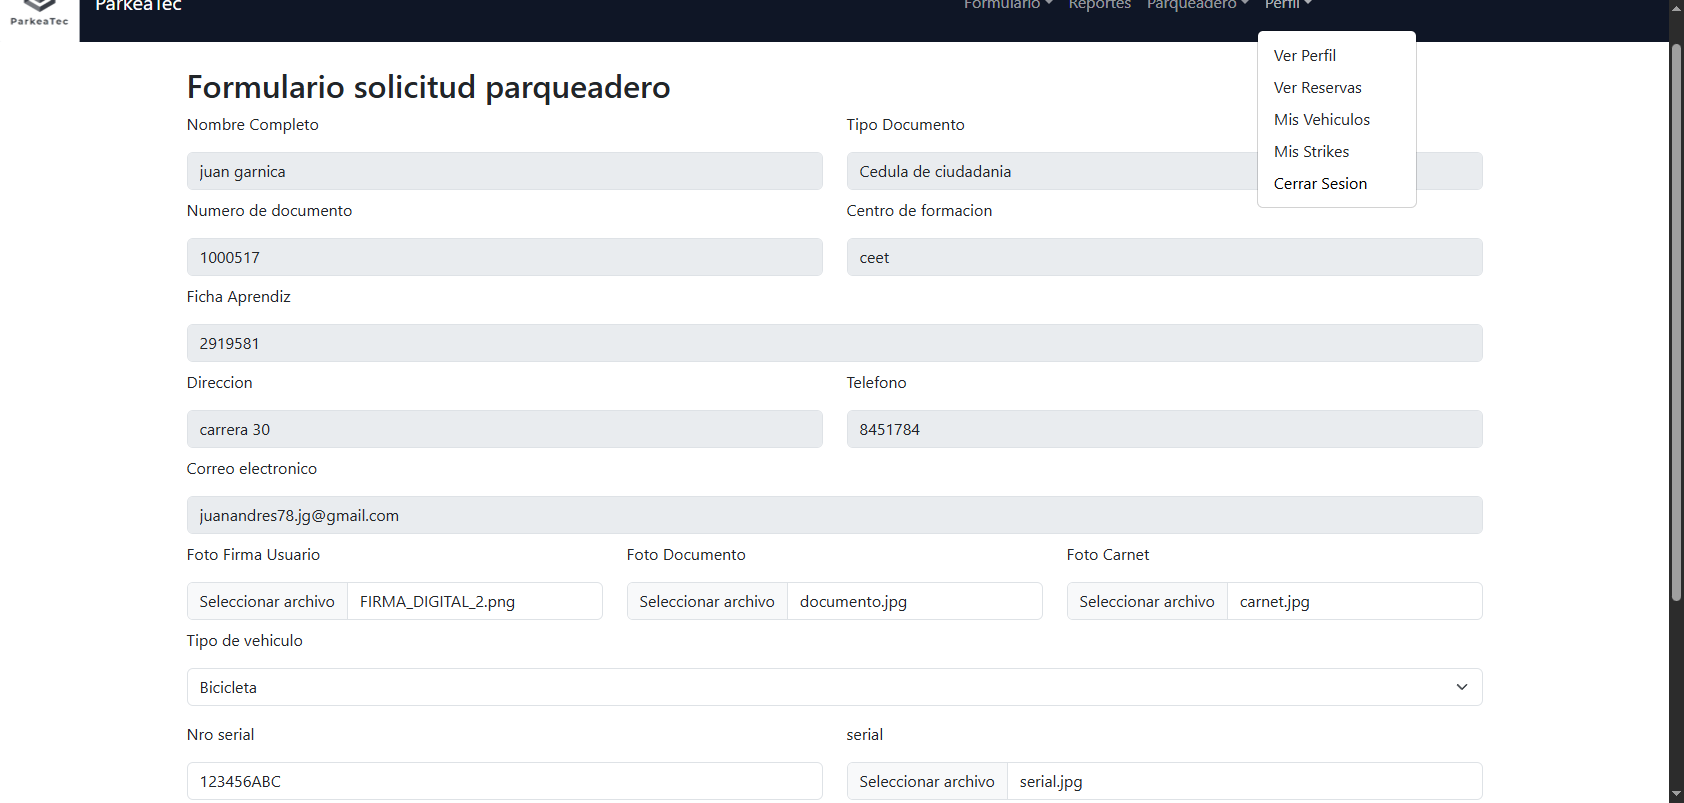 ParkeaTec
ParkeaTec
Formulario
Reportes
Parqueadero
Perfil
Ver Perfil
Ver Reservas
Mis Vehiculos
Mis Strikes
Cerrar Sesion
Formulario solicitud parqueadero
Nombre Completo
Tipo Documento
juan garnica
Cedula de ciudadania
Numero de documento
Centro de formacion
1000517
ceet
Ficha Aprendiz
2919581
Direccion
Telefono
carrera 30
8451784
Correo electronico
juanandres78.jg@gmail.com
Foto Firma Usuario
Foto Documento
Foto Carnet
Seleccionar archivo FIRMA_DIGITAL_2.png
Seleccionar archivo documento.jpg
Seleccionar archivo carnet.jpg
Tipo de vehiculo
Bicicleta
Nro serial
serial
123456ABC
Seleccionar archivo serial.jpg